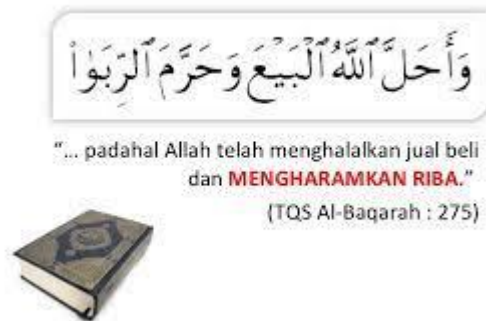 وَأَحَلَّ ٱللَّهُ ٱلْبَيْعَ وَحَرَّمَ ٱلرِّبَوٰا۟
“... padahal Allah telah menghalalkan jual beli
dan MENGHARAMKAN RIBA.”
(TQS Al-Baqarah : 275)